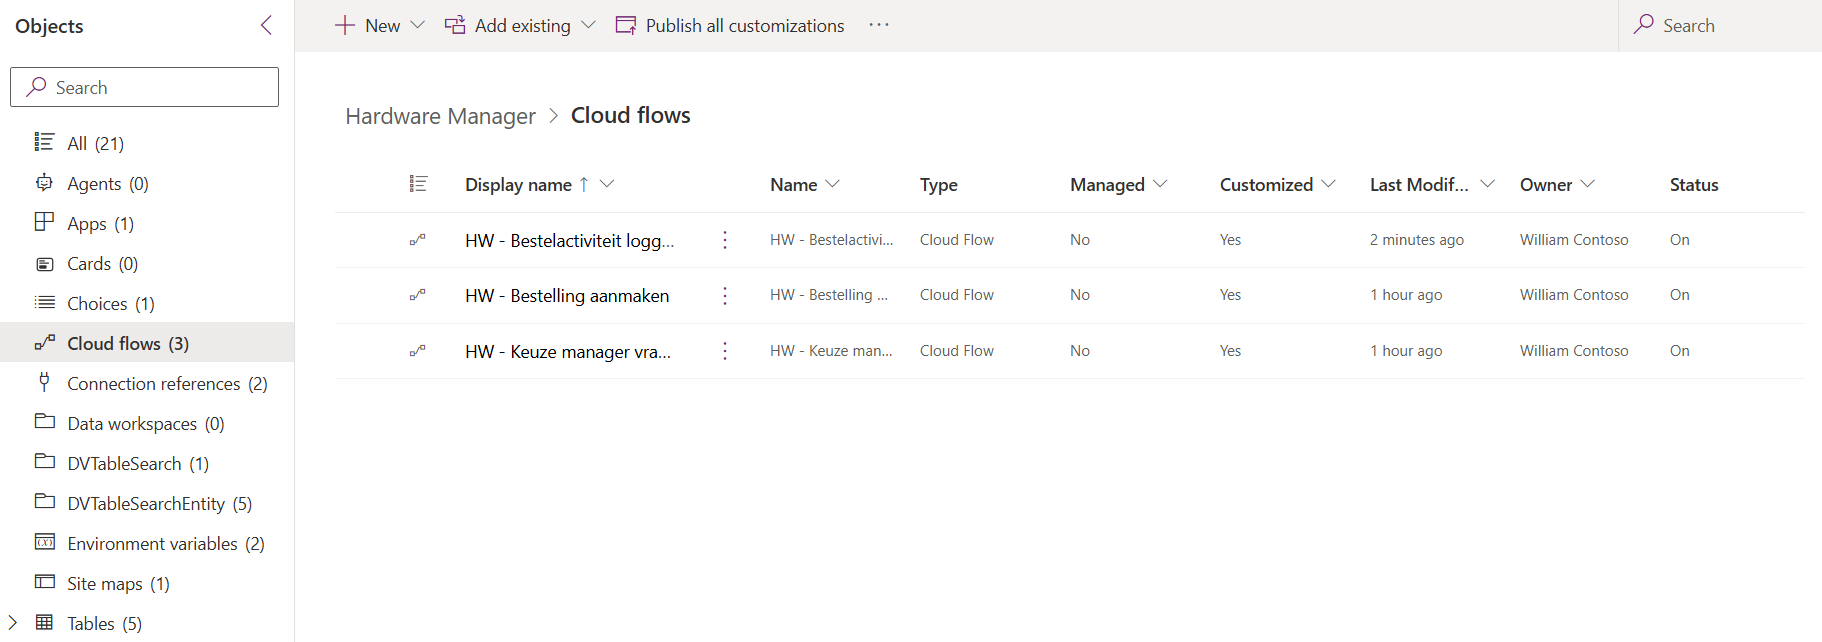 Objects
Search
All (21)
Agents (0)
Apps (1)
Cards (0)
Choices (1)
Cloud flows (3)
Connection references (2)
Data workspaces (0)
DVTableSearch (1)
DVTableSearchEntity (5)
Environment variables (2)
Site maps (1)
Tables (5)
New Add existing Publish all customizations ... Search
Hardware Manager > Cloud flows
Display name ↑ Name Type Managed Customized Last Modif... Owner Status
HW - Bestelactiviteit logg... HW - Bestelactivi... Cloud Flow No Yes 2 minutes ago William Contoso On
HW - Bestelling aanmaken HW - Bestelling ... Cloud Flow No Yes 1 hour ago William Contoso On
HW - Keuze manager vra... HW - Keuze man... Cloud Flow No Yes 1 hour ago William Contoso On